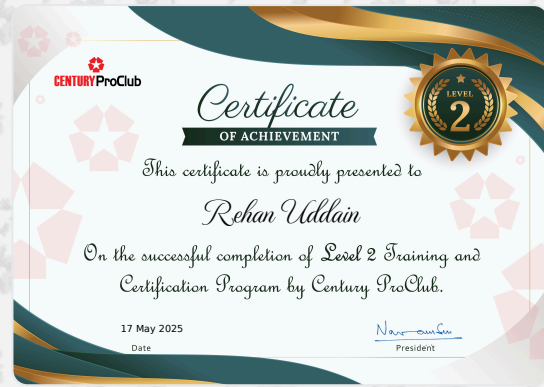 CENTURY ProClub
Certificate
OF ACHIEVEMENT
LEVEL
2
This certificate is proudly presented to
Rehan Uddain
On the successful completion of Level 2 Training and
Certification Program by Century ProClub.
17 May 2025
Date
President